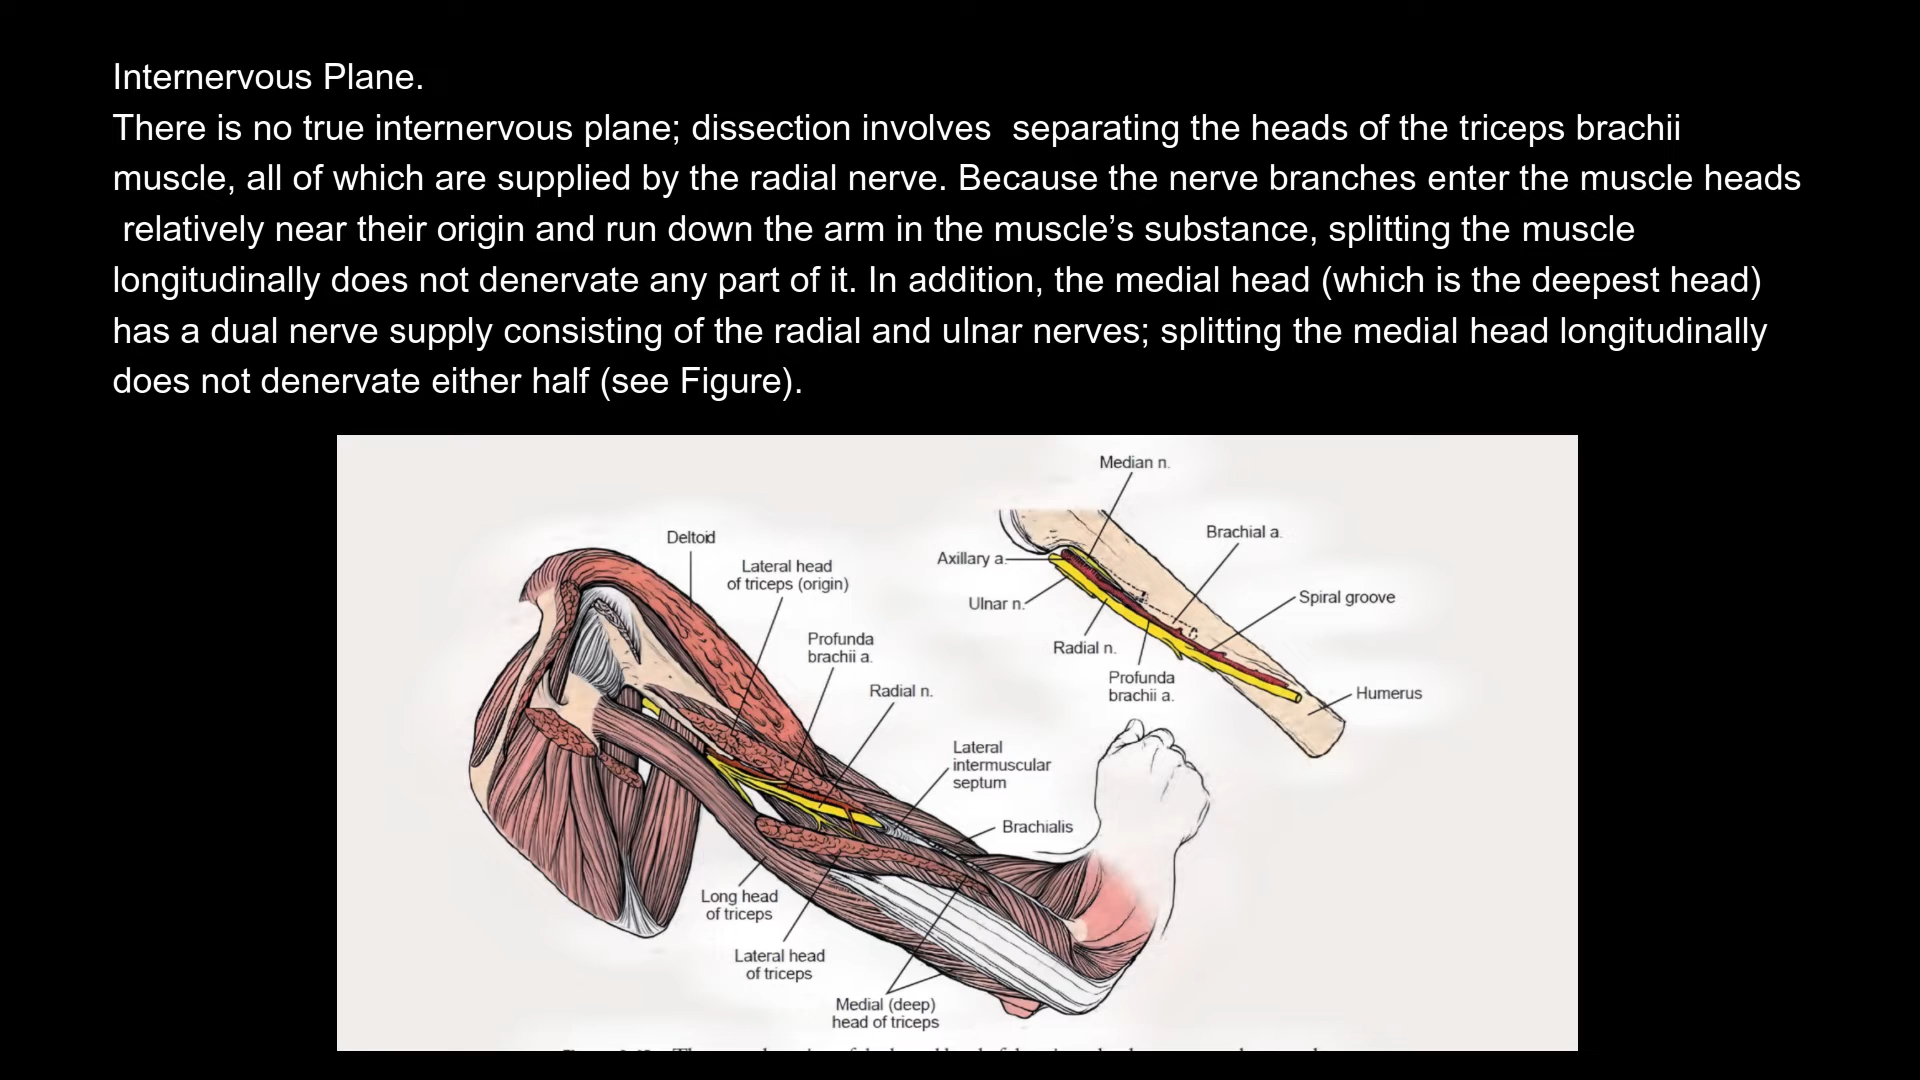 Internervous Plane.
There is no true internervous plane; dissection involves  separating the heads of the triceps brachii
muscle, all of which are supplied by the radial nerve. Because the nerve branches enter the muscle heads
relatively near their origin and run down the arm in the muscle’s substance, splitting the muscle
longitudinally does not denervate any part of it. In addition, the medial head (which is the deepest head)
has a dual nerve supply consisting of the radial and ulnar nerves; splitting the medial head longitudinally
does not denervate either half (see Figure).
Median n.
Brachial a.
Deltoid
Axillary a.
Lateral head
of triceps (origin)
Ulnar n.
Spiral groove
Profunda
brachii a.
Radial n.
Profunda
brachii a.
Radial n.
Humerus
Lateral
intermuscular
septum
Brachialis
Long head
of triceps
Lateral head
of triceps
Medial (deep)
head of triceps